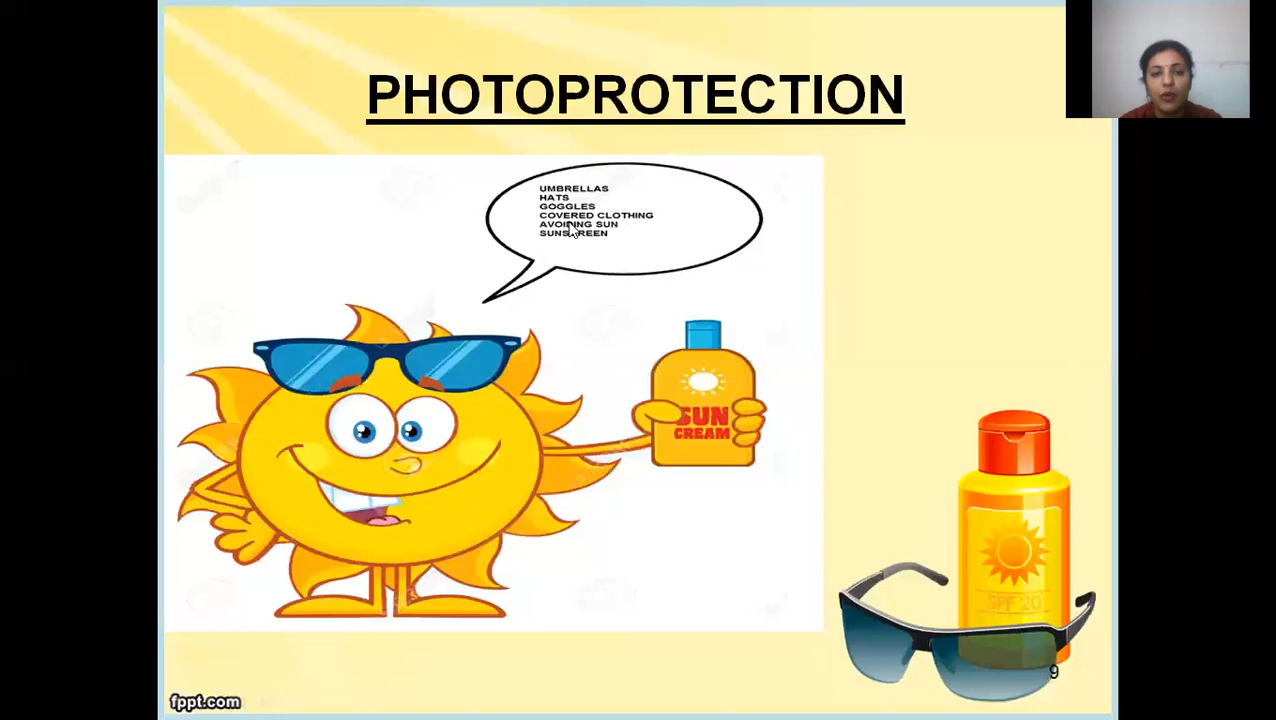 PHOTOPROTECTION
UMBRELLAS
HATS
GOGGLES
COVERED CLOTHING
AVOIDING SUN
SUNSCREEN
SUN
CREAM
SPF 20
9
fppt.com